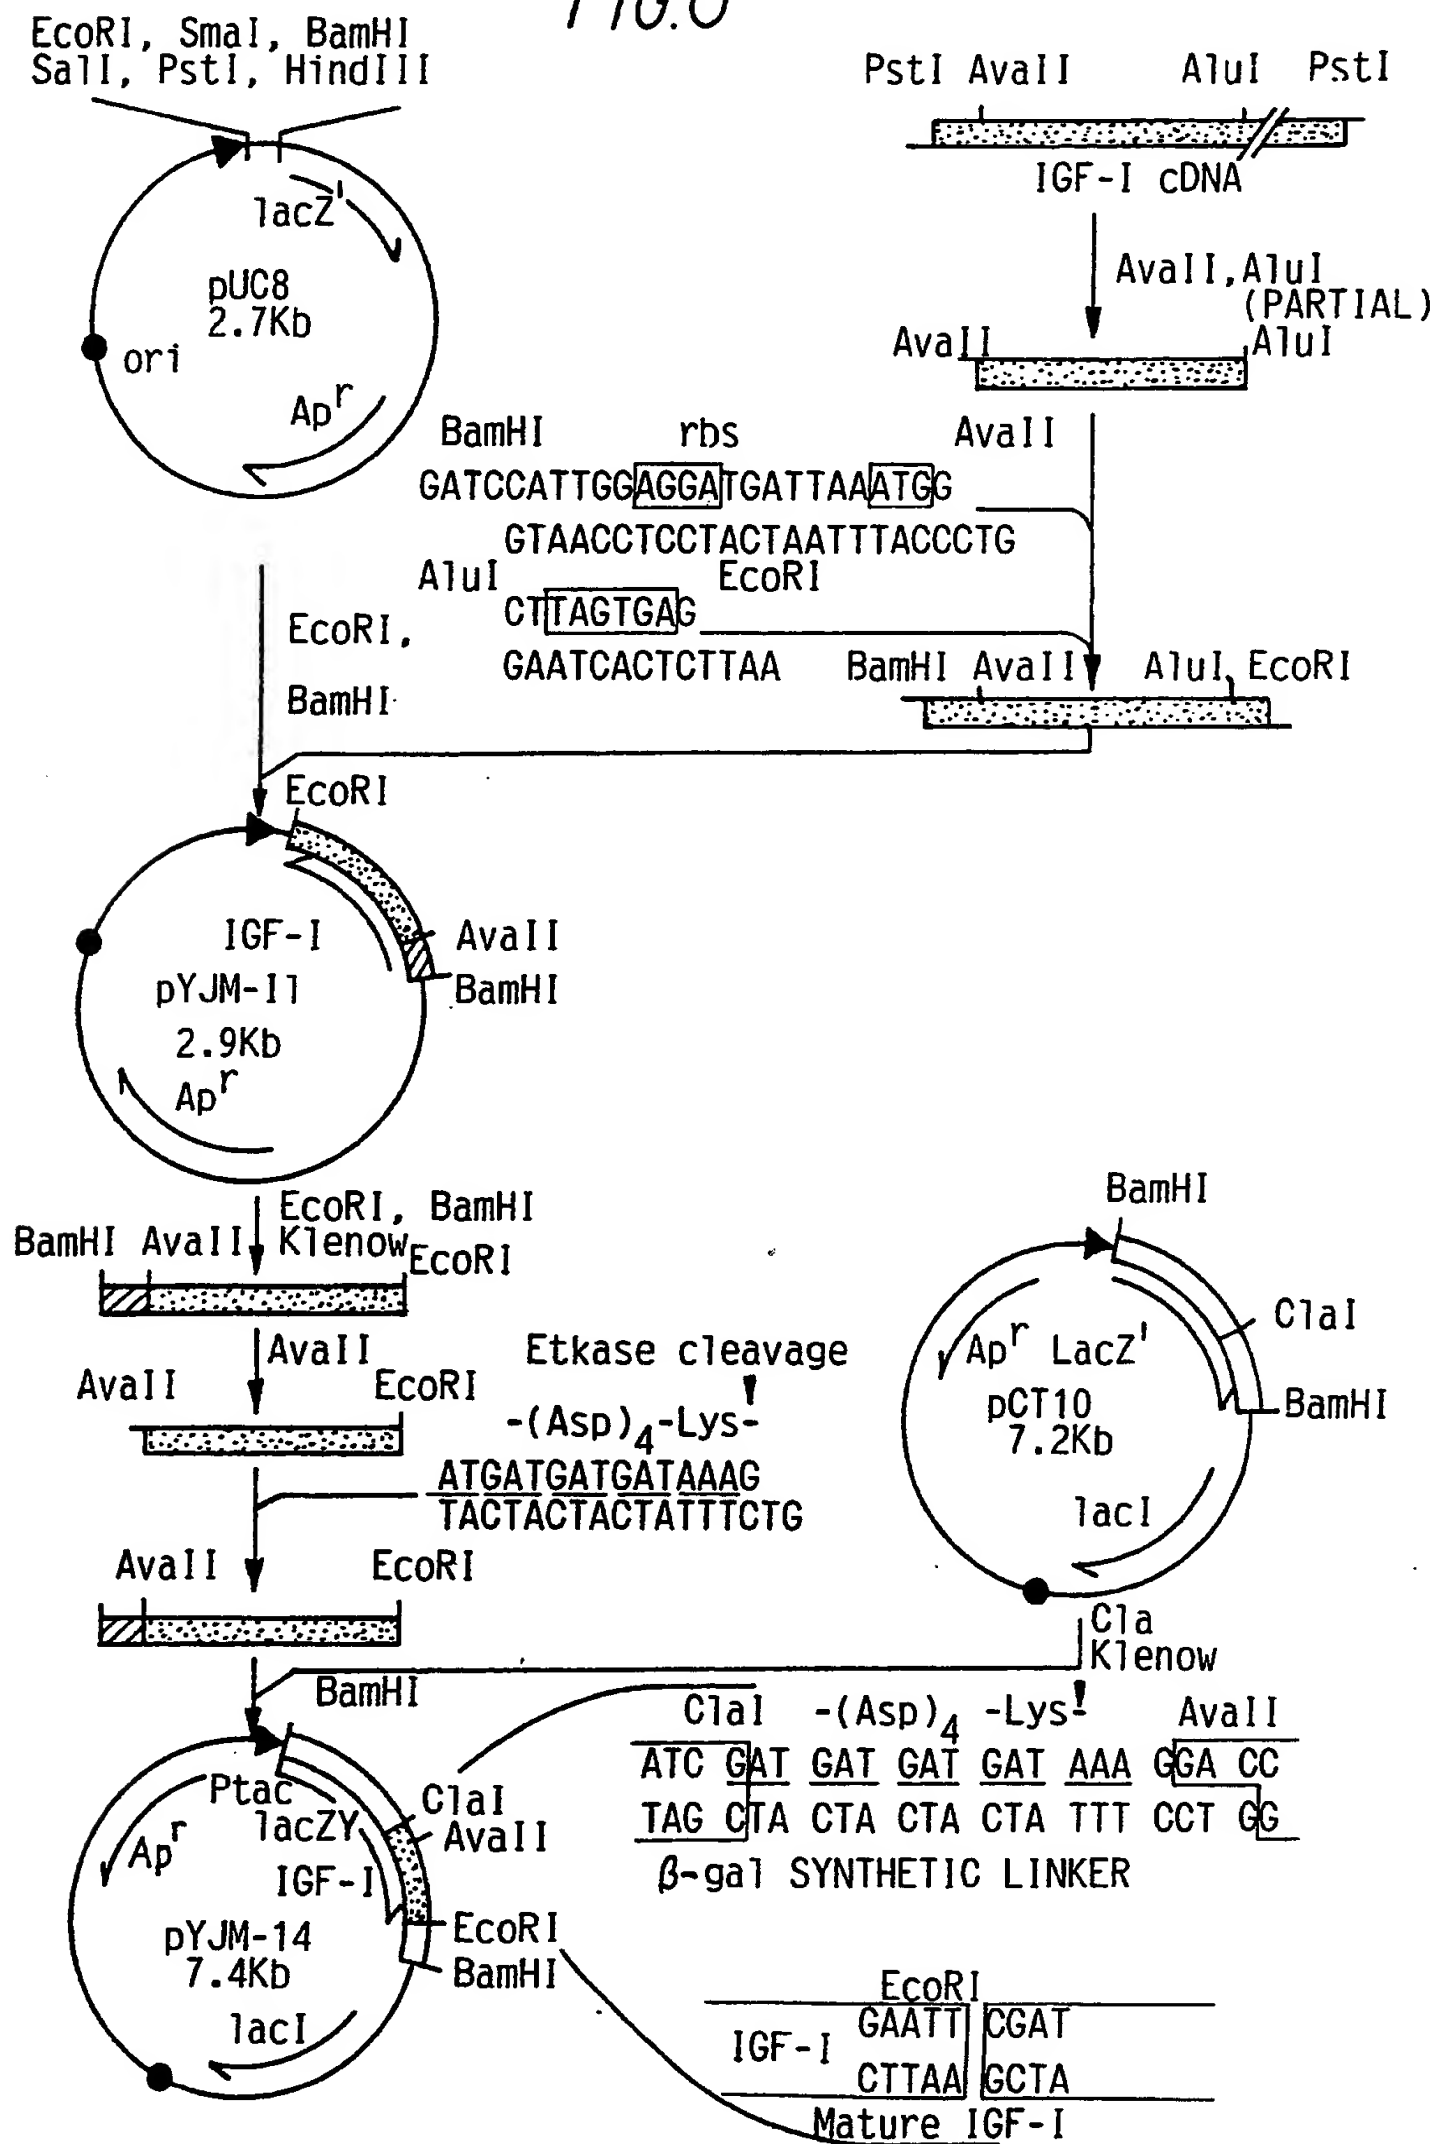 FIG.6
EcoRI, SmaI, BamHI
SalI, PstI, HindIII
lacZ'
pUC8
2.7Kb
ori
Apr
PstI AvaII AluI PstI
IGF-I cDNA
AvaII,AluI
(PARTIAL)
AvaII AluI
BamHI rbs AvaII
GATCCATTGGAGGATGATTAAATGG
GTAACCTCCTACTAATTTACCCTG
AluI EcoRI
CTTAGTGAG
GAATCACTCTTAA
BamHI AvaII AluI EcoRI
EcoRI,
BamHI
EcoRI
IGF-I
AvaII
pYJM-I1
BamHI
2.9Kb
Apr
EcoRI, BamHI
Klenow
BamHI AvaII EcoRI
AvaII
AvaII EcoRI
Etkase cleavage
-(Asp)4-Lys-
ATGATGATGATAAAG
TACTACTACTATTTCTG
AvaII EcoRI
BamHI
ClaI
Apr LacZ'
pCT10
7.2Kb
BamHI
lacI
Cla
Klenow
BamHI
Ptac
lacZY
ClaI
AvaII
Apr
IGF-I
EcoRI
pYJM-14
7.4Kb
BamHI
lacI
ClaI -(Asp)4 -Lys- AvaII
ATC GAT GAT GAT GAT AAA GGA CC
TAG CTA CTA CTA CTA TTT CCT GG
β-gal SYNTHETIC LINKER
EcoRI
IGF-I
GAATT CGAT
CTTAA GCTA
Mature IGF-I